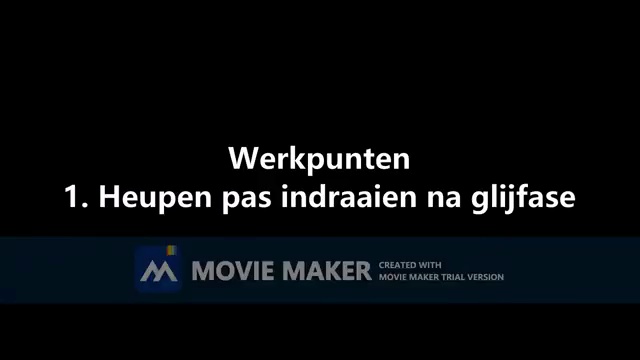 Werkpunten
1. Heupen pas indraaien na glijfase
MOVIE MAKER
CREATED WITH
MOVIE MAKER TRIAL VERSION